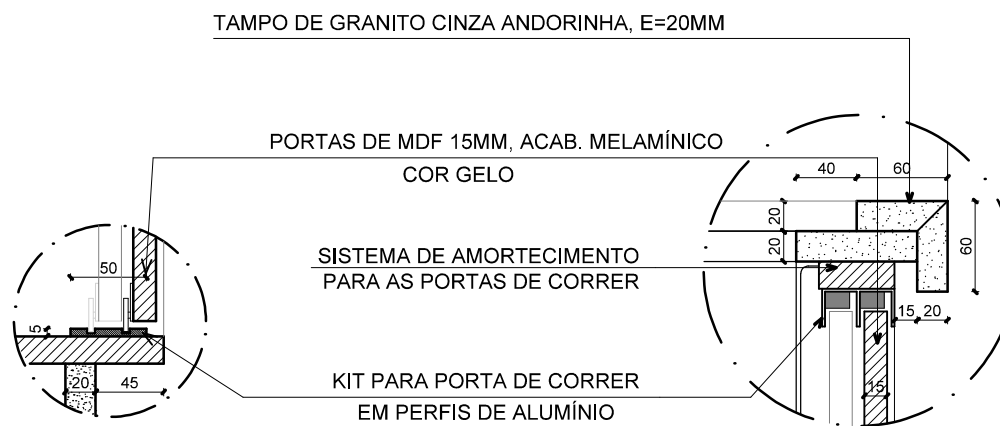 TAMPO DE GRANITO CINZA ANDORINHA, E=20MM
PORTAS DE MDF 15MM, ACAB. MELAMÍNICO
COR GELO
40
60
20
20
60
50
SISTEMA DE AMORTECIMENTO
PARA AS PORTAS DE CORRER
15
20
5
20
45
KIT PARA PORTA DE CORRER
EM PERFIS DE ALUMÍNIO
15